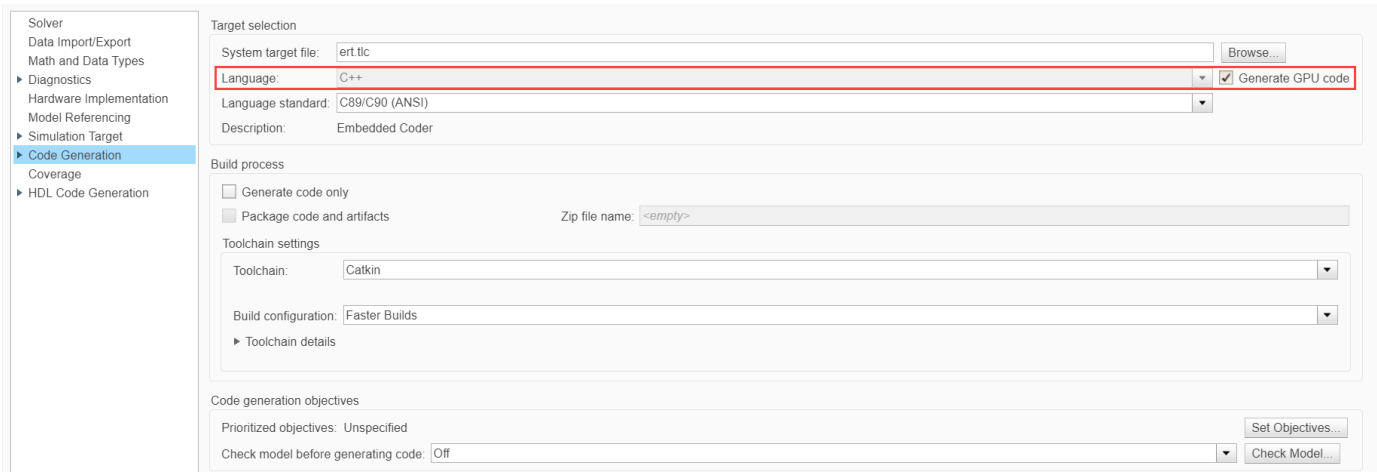 Solver
Data Import/Export
Math and Data Types
Diagnostics
Hardware Implementation
Model Referencing
Simulation Target
Code Generation
Coverage
HDL Code Generation
Target selection
System target file: ert.tlc Browse...
Language: C++ Generate GPU code
Language standard: C89/C90 (ANSI)
Description: Embedded Coder
Build process
Generate code only
Package code and artifacts Zip file name: <empty>
Toolchain settings
Toolchain: Catkin
Build configuration: Faster Builds
Toolchain details
Code generation objectives
Prioritized objectives: Unspecified Set Objectives...
Check model before generating code: Off Check Model...